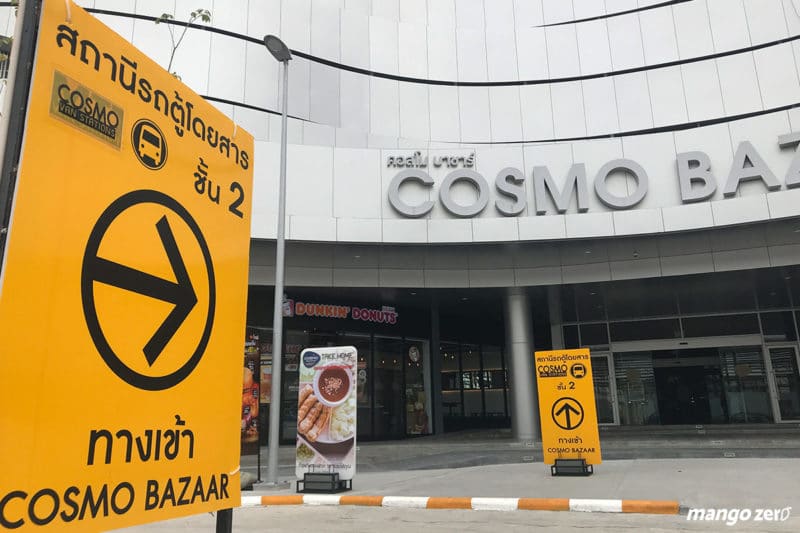 สถานีรถตู้โดยสาร
COSMO
VAN STATIONS
ชั้น 2
ทางเข้า
COSMO BAZAAR
คอสโม บาซาร์
COSMO BAZ
DUNKIN' DONUTS
TAKE HOME
สถานีรถตู้โดยสาร
COSMO
ชั้น 2
ทางเข้า
COSMO BAZAAR
mango zero